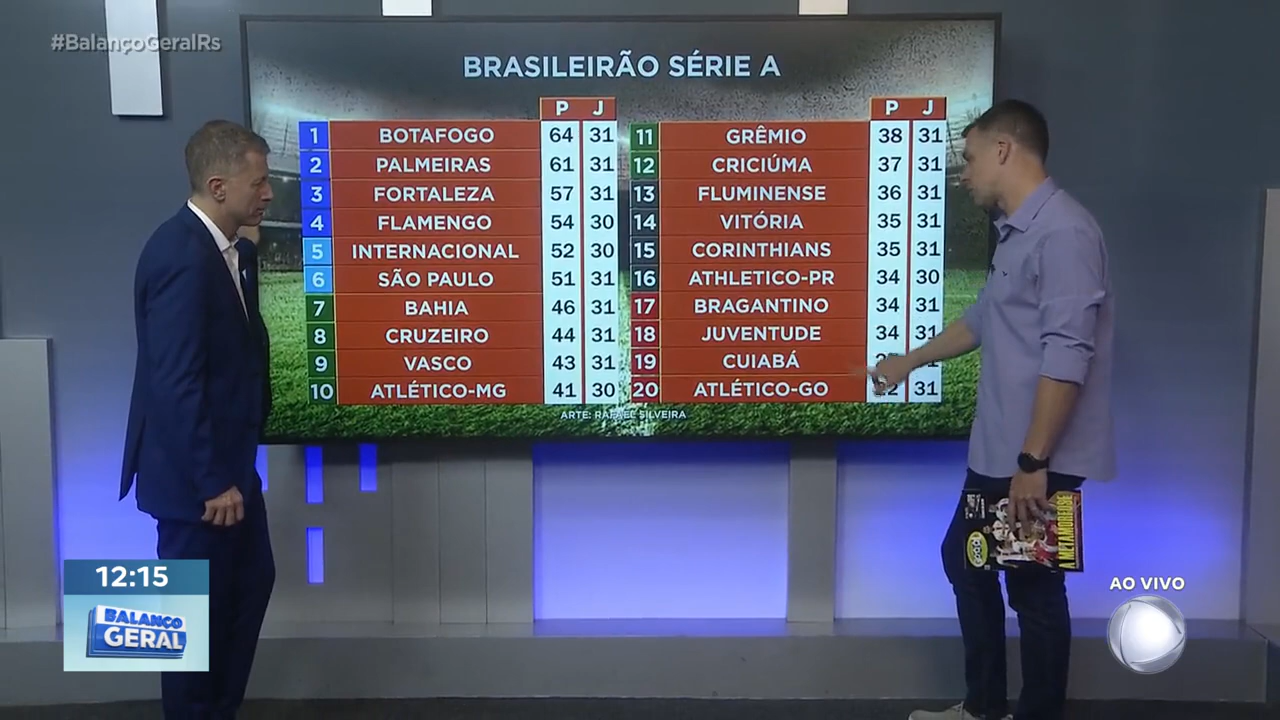 #BalançoGeralRs
BRASILEIRÃO SÉRIE A
P J
1 BOTAFOGO 64 31
2 PALMEIRAS 61 31
3 FORTALEZA 57 31
4 FLAMENGO 54 30
5 INTERNACIONAL 52 30
6 SÃO PAULO 51 31
7 BAHIA 46 31
8 CRUZEIRO 44 31
9 VASCO 43 31
10 ATLÉTICO-MG 41 30
P J
11 GRÊMIO 38 31
12 CRICIÚMA 37 31
13 FLUMINENSE 36 31
14 VITÓRIA 35 31
15 CORINTHIANS 35 31
16 ATHLETICO-PR 34 30
17 BRAGANTINO 34 31
18 JUVENTUDE 34 31
19 CUIABÁ
20 ATLÉTICO-GO 31
ARTE: RAFAEL SILVEIRA
A METAMORFOSE
12:15
BALANÇO
GERAL
AO VIVO